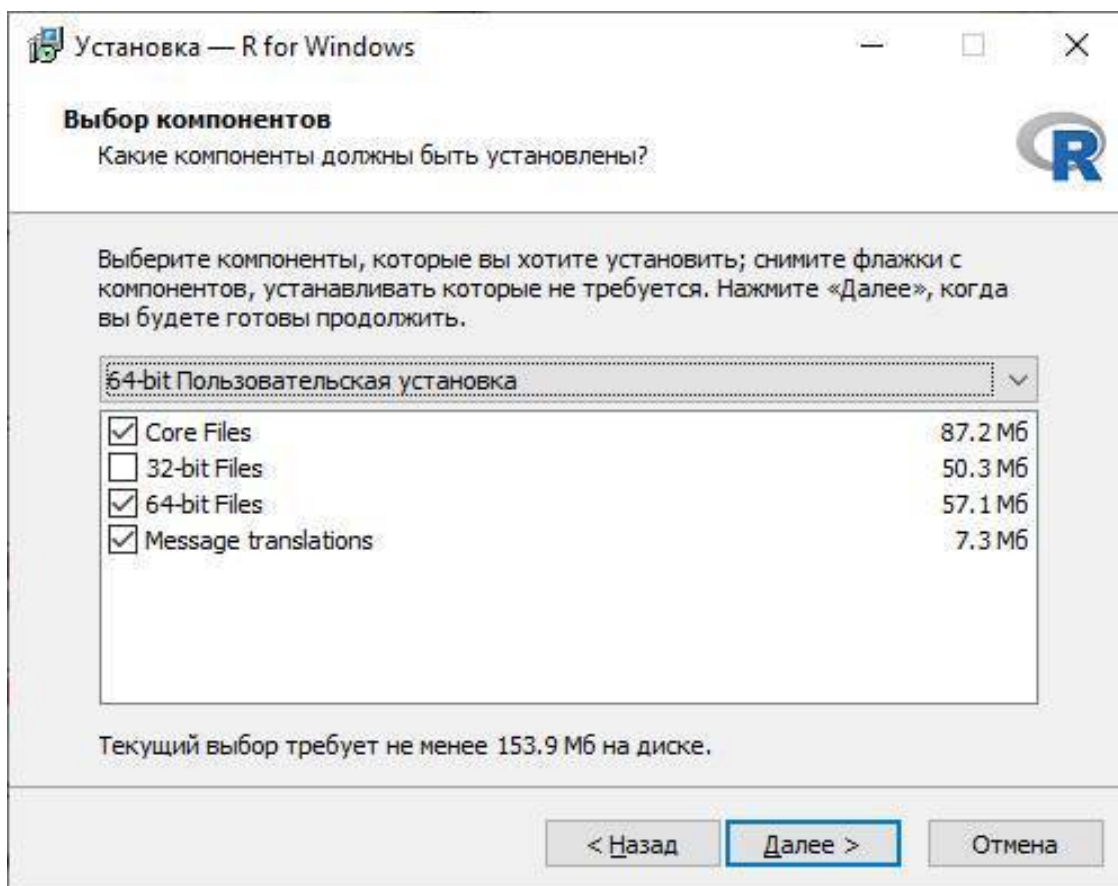 Установка — R for Windows
Выбор компонентов
Какие компоненты должны быть установлены?
R
Выберите компоненты, которые вы хотите установить; снимите флажки с
компонентов, устанавливать которые не требуется. Нажмите «Далее», когда
вы будете готовы продолжить.
64-bit Пользовательская установка
Core Files 87.2 Мб
32-bit Files 50.3 Мб
64-bit Files 57.1 Мб
Message translations 7.3 Мб
Текущий выбор требует не менее 153.9 Мб на диске.
< Назад Далее > Отмена